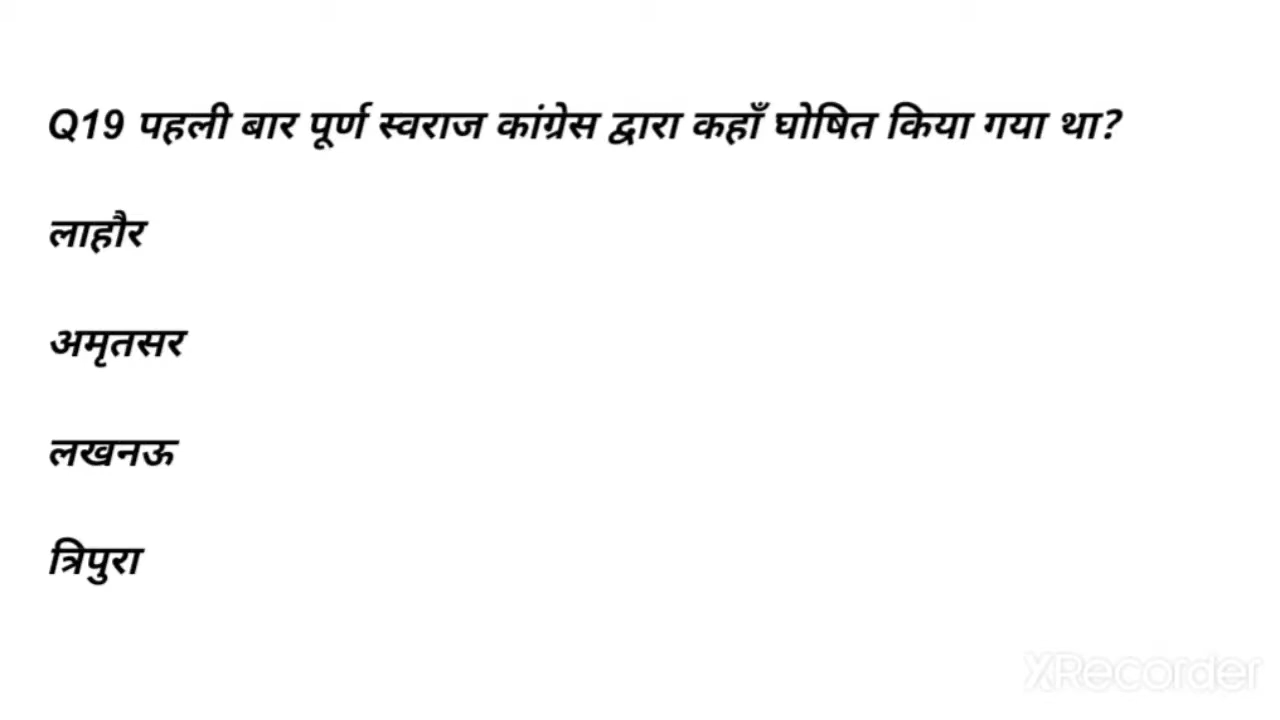 Q19 पहली बार पूर्ण स्वराज कांग्रेस द्वारा कहाँ घोषित किया गया था?
लाहौर
अमृतसर
लखनऊ
त्रिपुरा
XRecorder